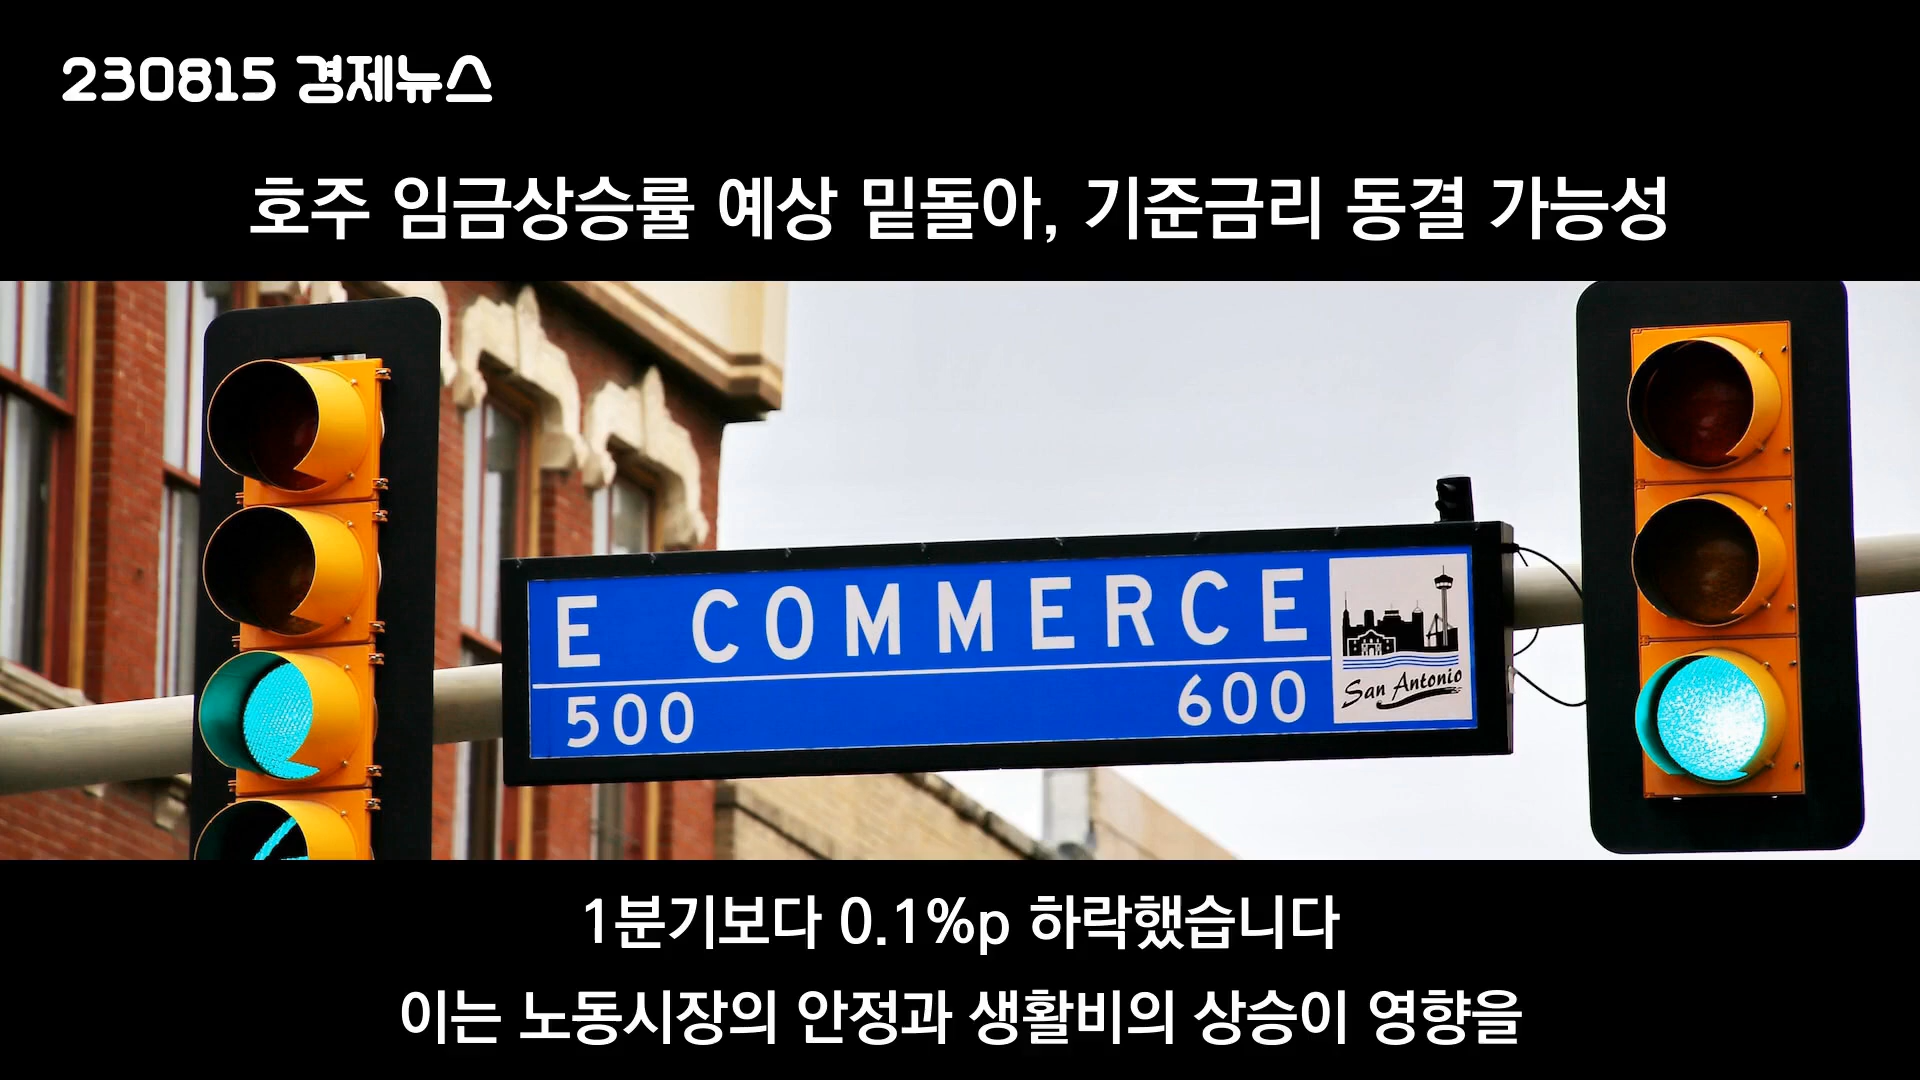 230815 경제뉴스
호주 임금상승률 예상 밑돌아, 기준금리 동결 가능성
E COMMERCE
500 600
San Antonio
1분기보다 0.1%p 하락했습니다
이는 노동시장의 안정과 생활비의 상승이 영향을